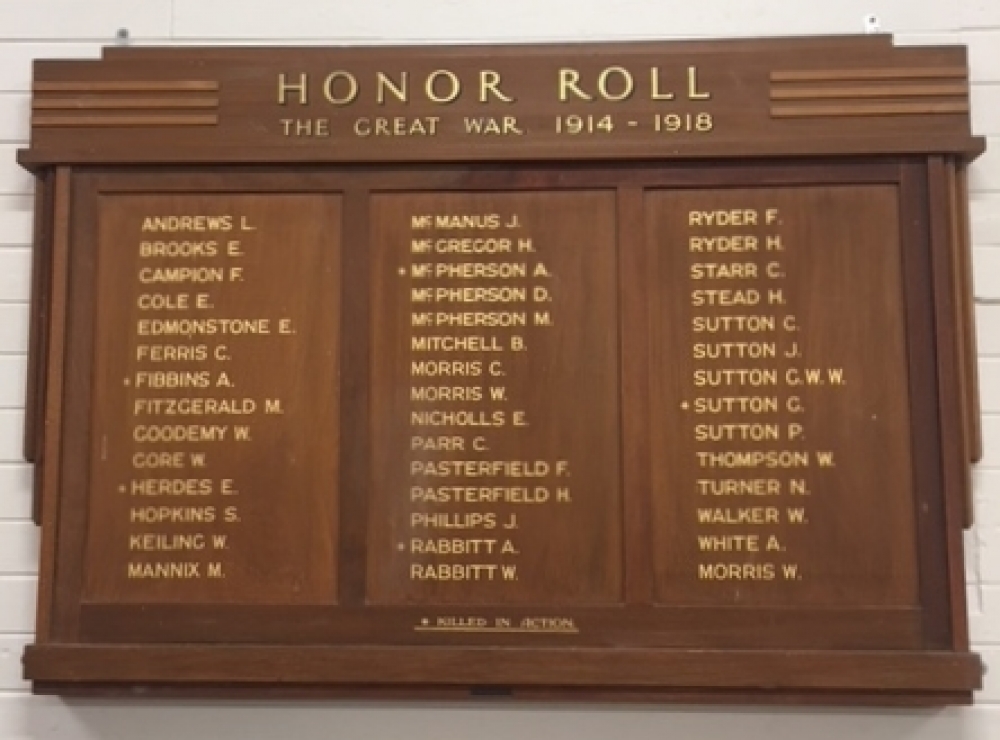 HONOR ROLL
THE GREAT WAR 1914 - 1918
ANDREWS L.
BROOKS E.
CAMPION F.
COLE E.
EDMONSTONE E.
FERRIS C.
* FIBBINS A.
FITZGERALD M.
GOODEMY W.
GORE W.
* HERDES E.
HOPKINS S.
KEILING W.
MANNIX M.
McMANUS J.
McGREGOR H.
* McPHERSON A.
McPHERSON D.
McPHERSON M.
MITCHELL B.
MORRIS C.
MORRIS W.
NICHOLLS E.
PARR C.
PASTERFIELD F.
PASTERFIELD H.
PHILLIPS J.
* RABBITT A.
RABBITT W.
RYDER F.
RYDER H.
STARR C.
STEAD H.
SUTTON C.
SUTTON J.
SUTTON G.W.W.
* SUTTON G.
SUTTON P.
THOMPSON W.
TURNER N.
WALKER W.
WHITE A.
MORRIS W.
* KILLED IN ACTION.